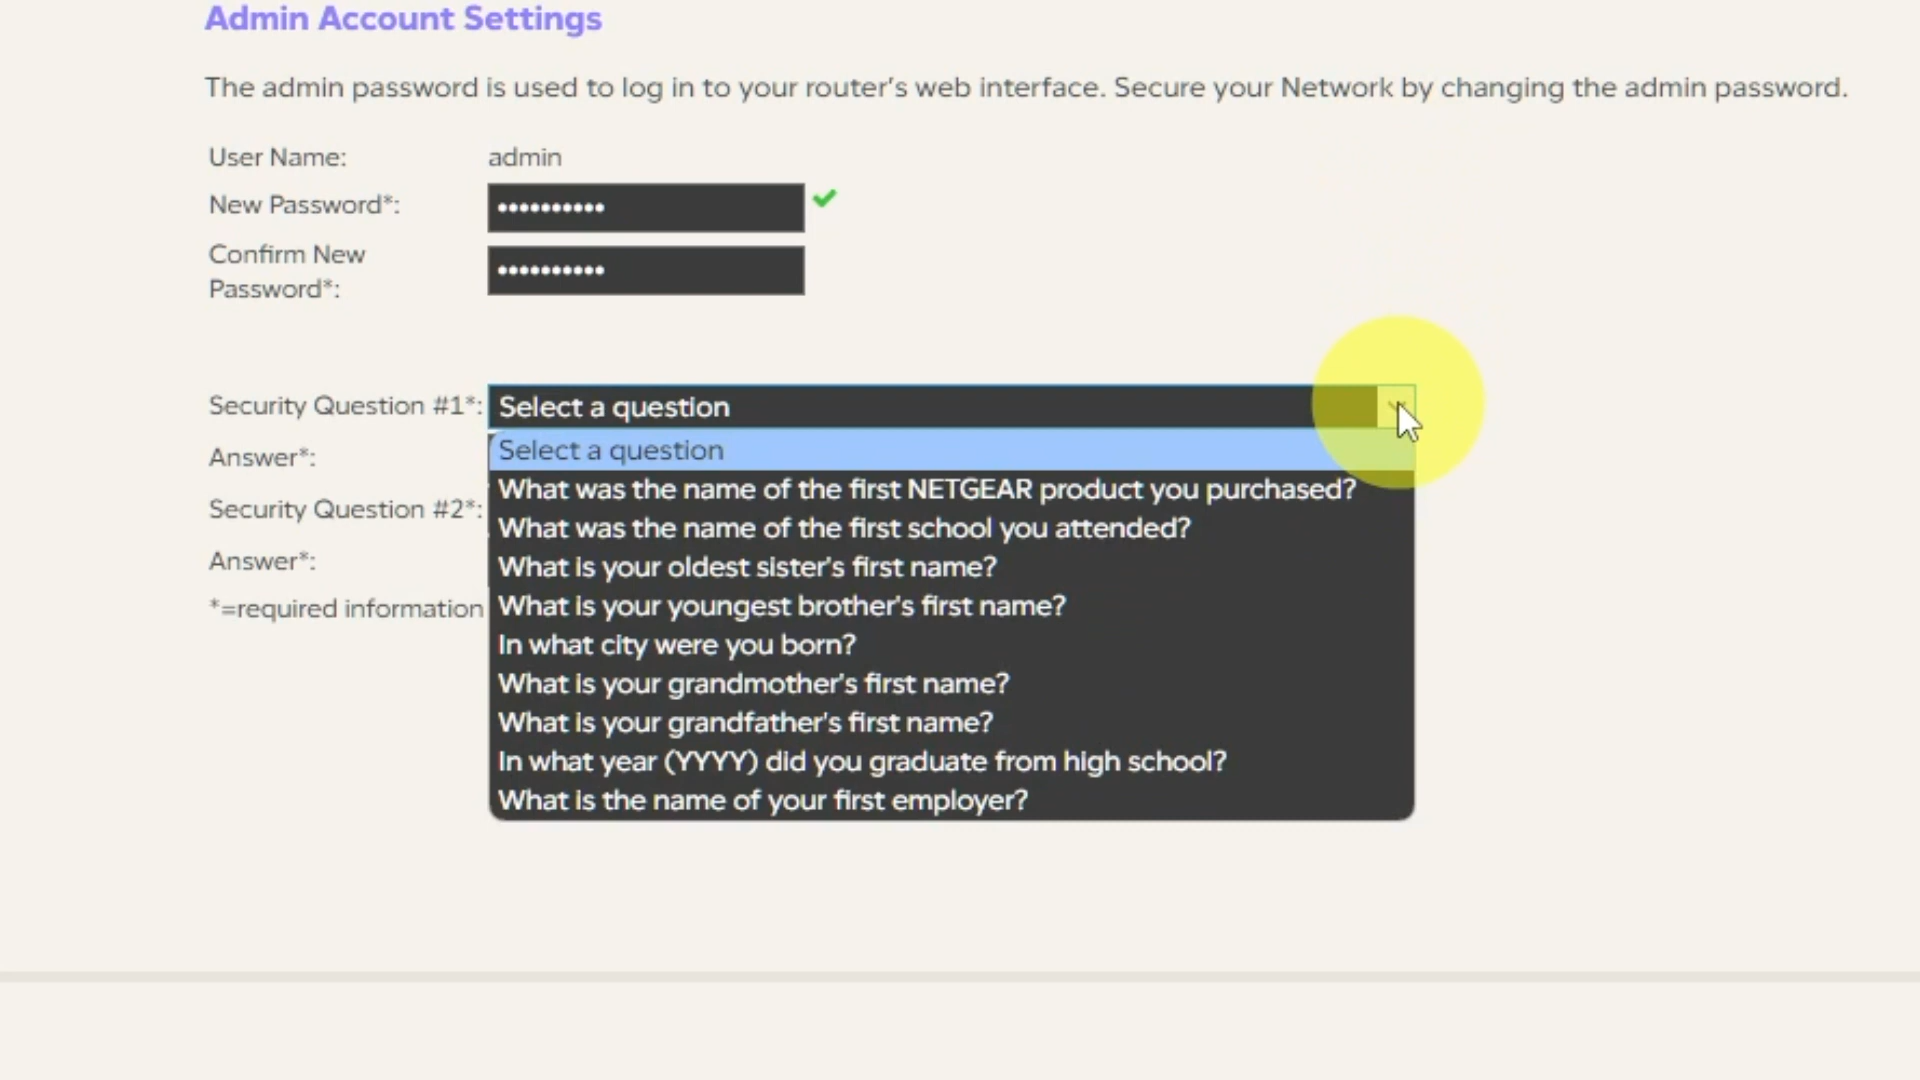 Admin Account Settings
The admin password is used to log in to your router's web interface. Secure your Network by changing the admin password.
User Name: admin
New Password*: ••••••••••
Confirm New
Password*: ••••••••••
Security Question #1*: Select a question
Select a question
What was the name of the first NETGEAR product you purchased?
What was the name of the first school you attended?
What is your oldest sister's first name?
What is your youngest brother's first name?
In what city were you born?
What is your grandmother's first name?
What is your grandfather's first name?
In what year (YYYY) did you graduate from high school?
What is the name of your first employer?
Answer*:
Security Question #2*:
Answer*:
*=required information